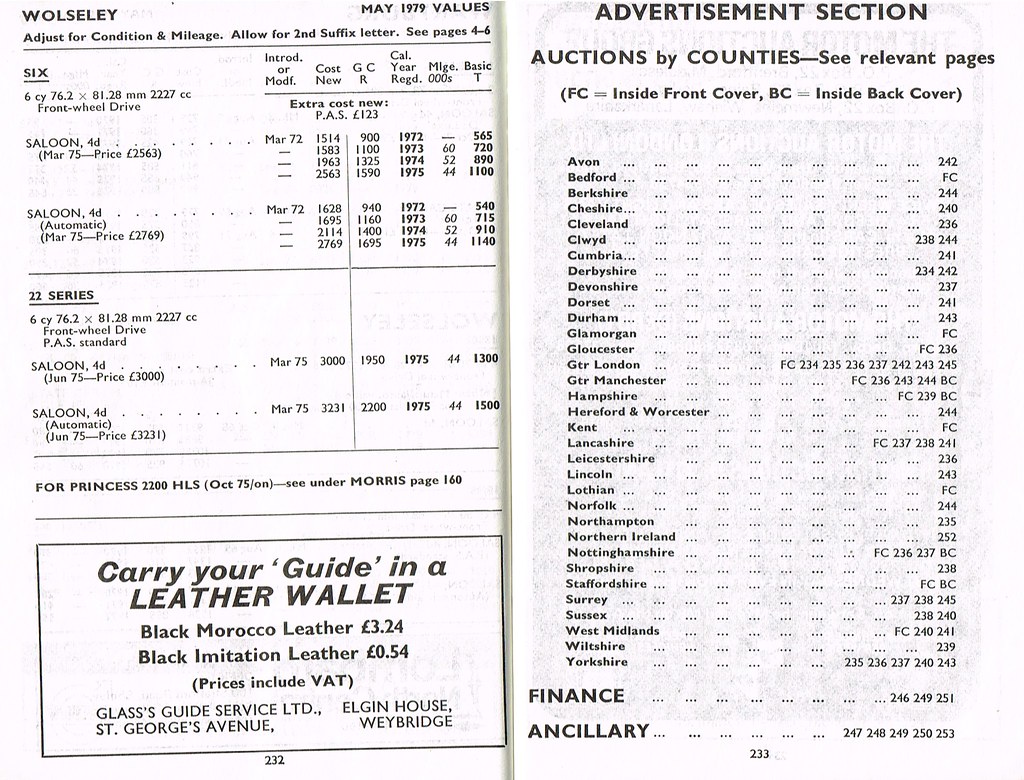 WOLSELEY MAY 1979 VALUES
Adjust for Condition & Mileage. Allow for 2nd Suffix letter. See pages 4–6
SIX Introd. or Modf. Cost New G C R Cal. Year Regd. Mlge. 000s Basic T
6 cy 76.2 × 81.28 mm 2227 cc
Front-wheel Drive
Extra cost new:
P.A.S. £123
SALOON, 4d . . . . . . . . Mar 72 1514 900 1972 — 565
(Mar 75—Price £2563) — 1583 1100 1973 60 720
— 1963 1325 1974 52 890
— 2563 1590 1975 44 1100
SALOON, 4d . . . . . . . . Mar 72 1628 940 1972 — 540
(Automatic) — 1695 1160 1973 60 715
(Mar 75—Price £2769) — 2114 1400 1974 52 910
— 2769 1695 1975 44 1140
22 SERIES
6 cy 76.2 × 81.28 mm 2227 cc
Front-wheel Drive
P.A.S. standard
SALOON, 4d . . . . . . . . Mar 75 3000 1950 1975 44 1300
(Jun 75—Price £3000)
SALOON, 4d . . . . . . . . Mar 75 3231 2200 1975 44 1500
(Automatic)
(Jun 75—Price £3231)
FOR PRINCESS 2200 HLS (Oct 75/on)—see under MORRIS page 160
Carry your 'Guide' in a
LEATHER WALLET
Black Morocco Leather £3.24
Black Imitation Leather £0.54
(Prices include VAT)
GLASS'S GUIDE SERVICE LTD., ELGIN HOUSE,
ST. GEORGE'S AVENUE, WEYBRIDGE
232
ADVERTISEMENT SECTION
AUCTIONS by COUNTIES—See relevant pages
(FC = Inside Front Cover, BC = Inside Back Cover)
Avon ... 242
Bedford ... FC
Berkshire ... 244
Cheshire... 240
Cleveland ... 236
Clwyd ... 238 244
Cumbria... 241
Derbyshire ... 234 242
Devonshire ... 237
Dorset ... 241
Durham ... 243
Glamorgan ... FC
Gloucester ... FC 236
Gtr London ... FC 234 235 236 237 242 243 245
Gtr Manchester ... FC 236 243 244 BC
Hampshire ... FC 239 BC
Hereford & Worcester ... 244
Kent ... FC
Lancashire ... FC 237 238 241
Leicestershire ... 236
Lincoln ... 243
Lothian ... FC
Norfolk ... 244
Northampton ... 235
Northern Ireland ... 252
Nottinghamshire ... FC 236 237 BC
Shropshire ... 238
Staffordshire ... FC BC
Surrey ... 237 238 245
Sussex ... 238 240
West Midlands ... FC 240 241
Wiltshire ... 239
Yorkshire ... 235 236 237 240 243
FINANCE ... 246 249 251
ANCILLARY... 247 248 249 250 253
233